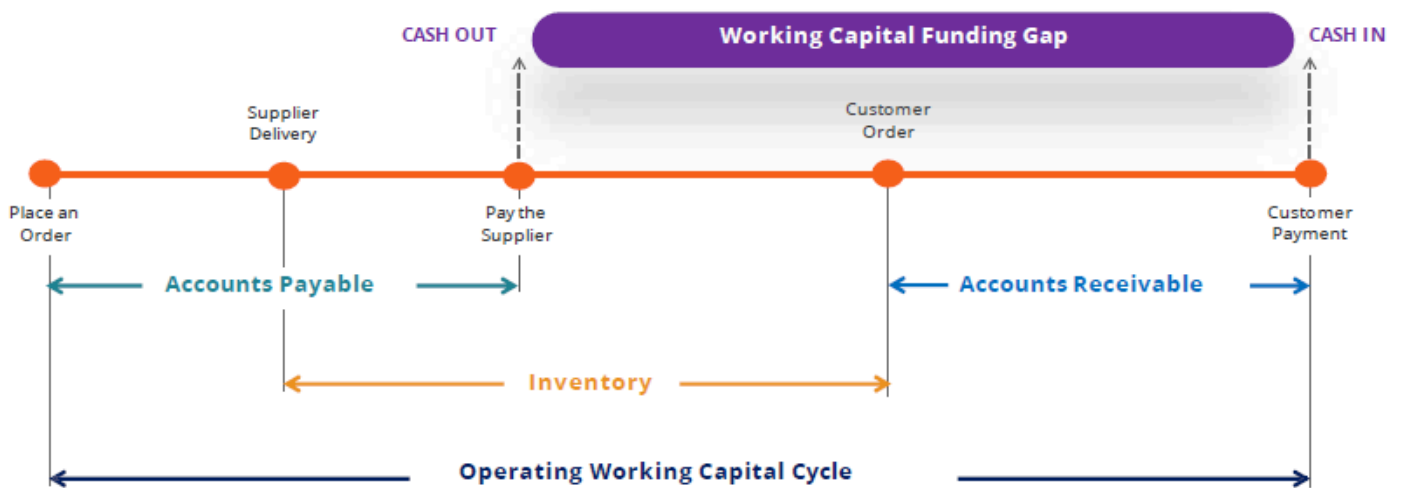 CASH OUT
Working Capital Funding Gap
CASH IN
Supplier
Delivery
Customer
Order
Place an
Order
Pay the
Supplier
Customer
Payment
Accounts Payable
Accounts Receivable
Inventory
Operating Working Capital Cycle